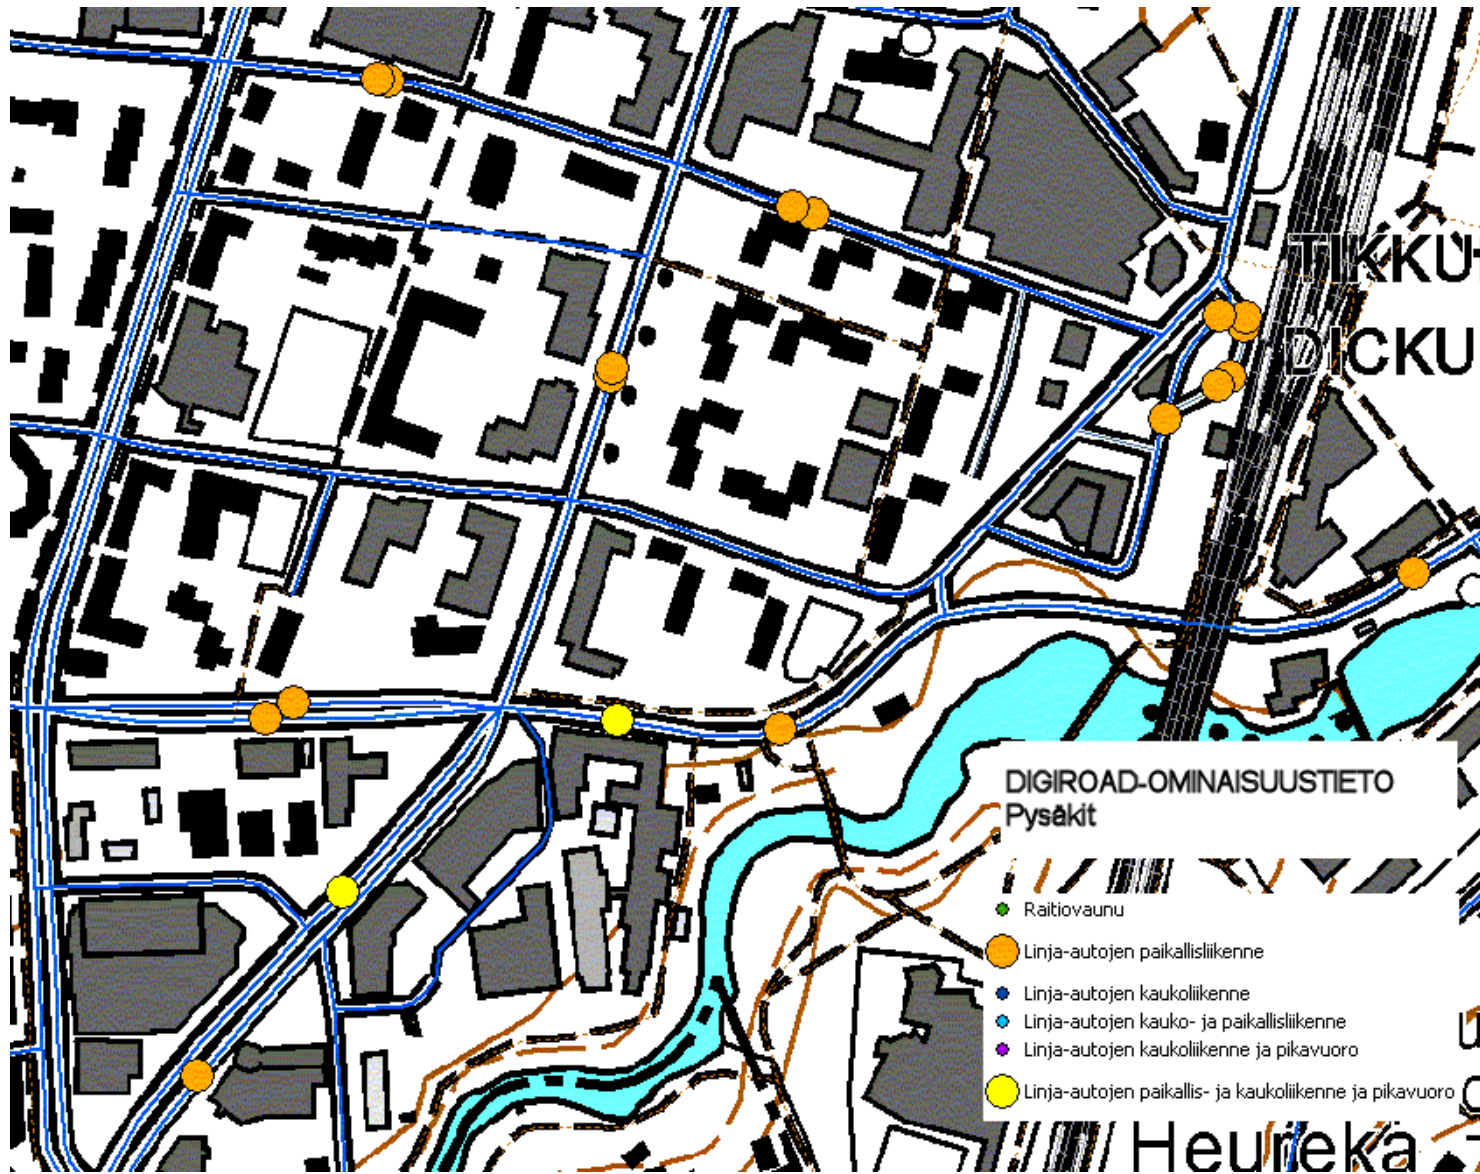 TIKKU
DICKU
DIGIROAD-OMINAISUUSTIETO
Pysäkit
Raitiovaunu
Linja-autojen paikallisliikenne
Linja-autojen kaukoliikenne
Linja-autojen kauko- ja paikallisliikenne
Linja-autojen kaukoliikenne ja pikavuoro
Linja-autojen paikallis- ja kaukoliikenne ja pikavuoro
Heureka